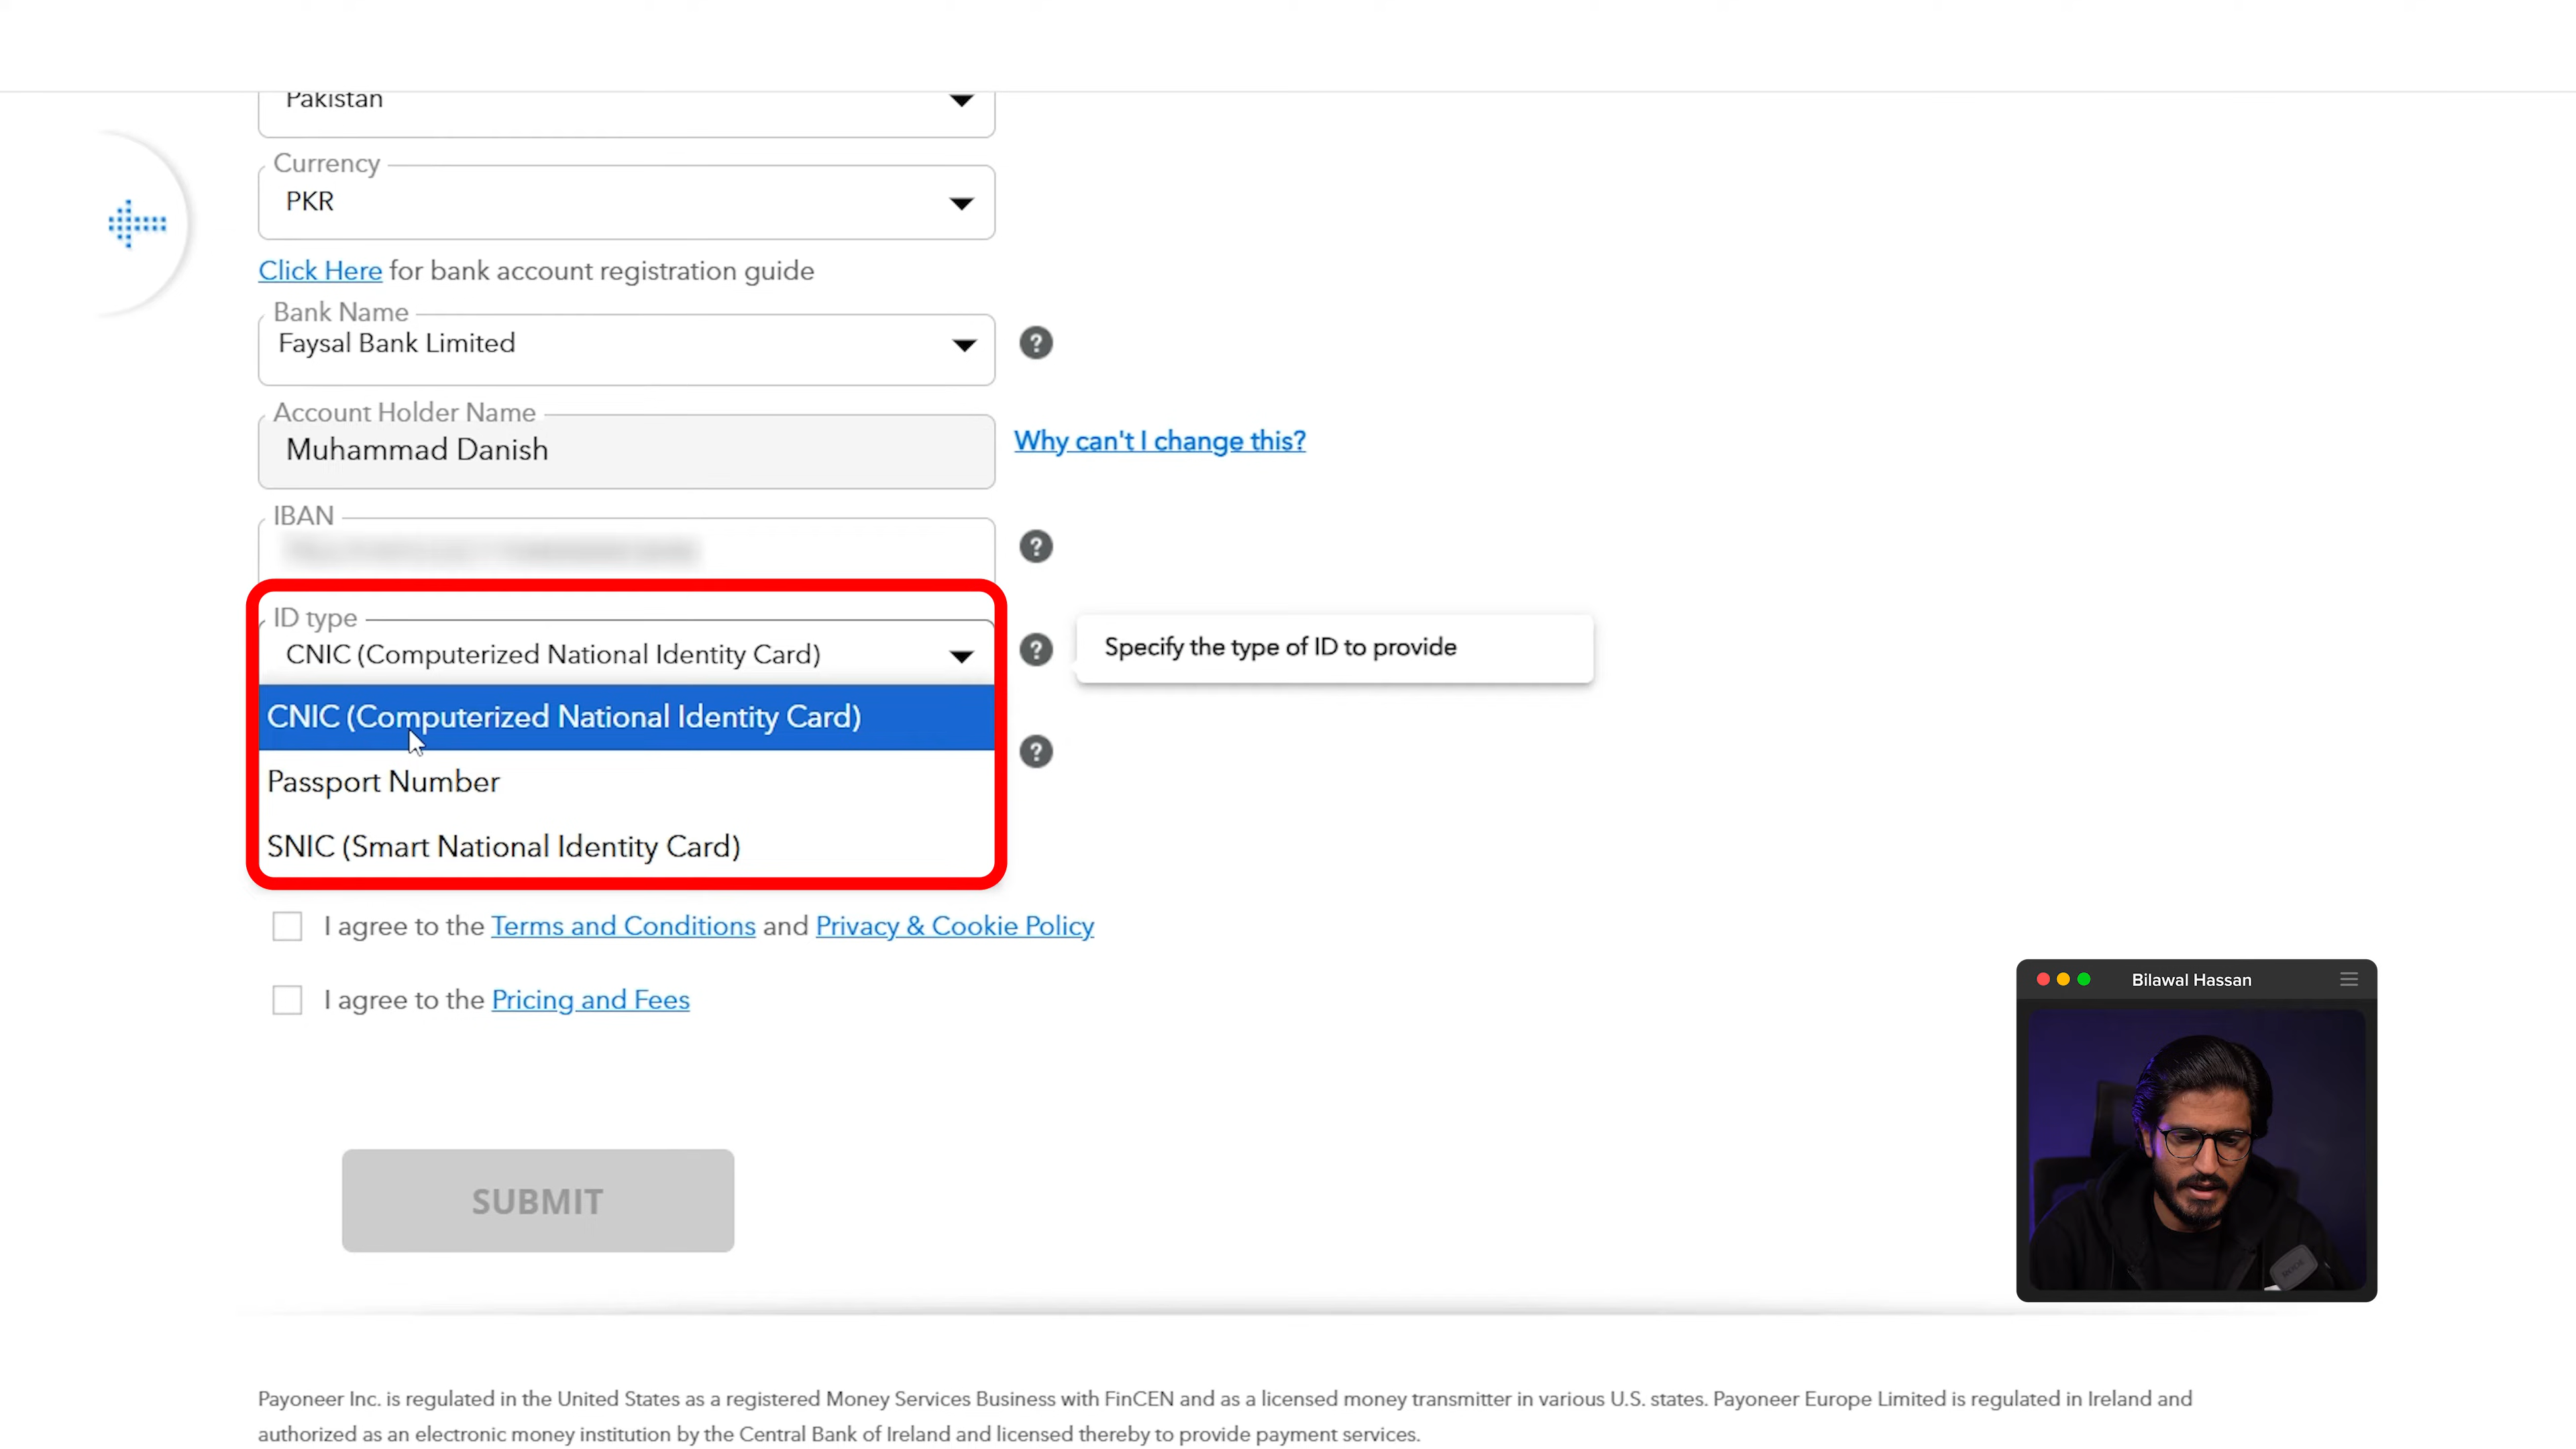 Pakistan
Currency
PKR
Click Here for bank account registration guide
Bank Name
Faysal Bank Limited
?
Account Holder Name
Muhammad Danish
Why can't I change this?
IBAN
?
ID type
CNIC (Computerized National Identity Card)
?
Specify the type of ID to provide
CNIC (Computerized National Identity Card)
?
Passport Number
SNIC (Smart National Identity Card)
I agree to the Terms and Conditions and Privacy & Cookie Policy
I agree to the Pricing and Fees
Bilawal Hassan
SUBMIT
Payoneer Inc. is regulated in the United States as a registered Money Services Business with FinCEN and as a licensed money transmitter in various U.S. states. Payoneer Europe Limited is regulated in Ireland and
authorized as an electronic money institution by the Central Bank of Ireland and licensed thereby to provide payment services.